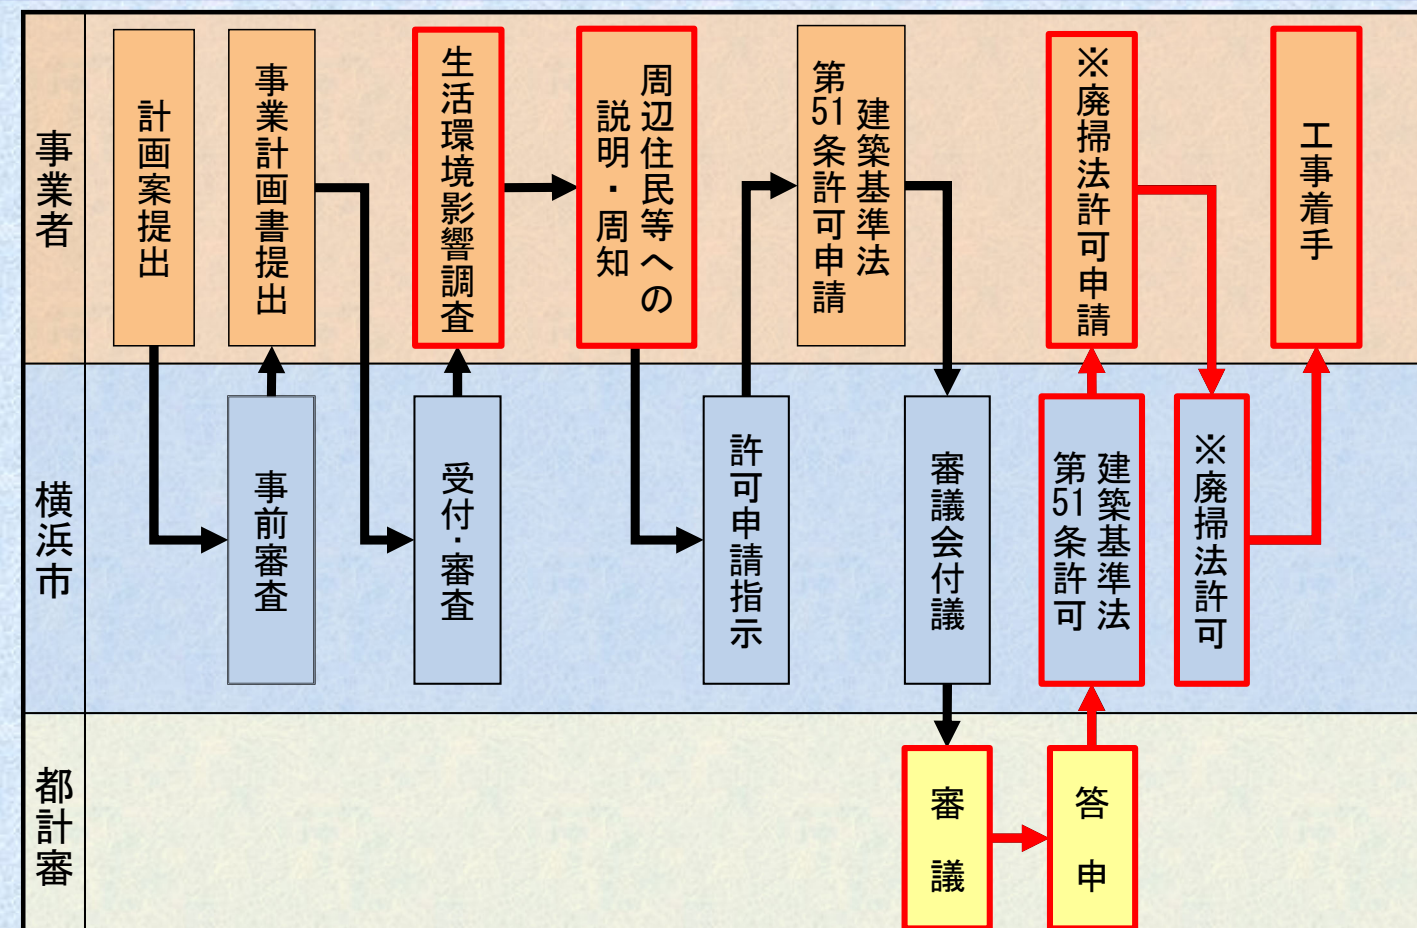 事業者
計画案提出
事業計画書提出
生活環境影響調査
周辺住民等への
説明・周知
建築基準法
第51条許可申請
※廃掃法許可申請
工事着手
横浜市
事前審査
受付・審査
許可申請指示
審議会付議
建築基準法
第51条許可
※廃掃法許可
都計審
審議
答申